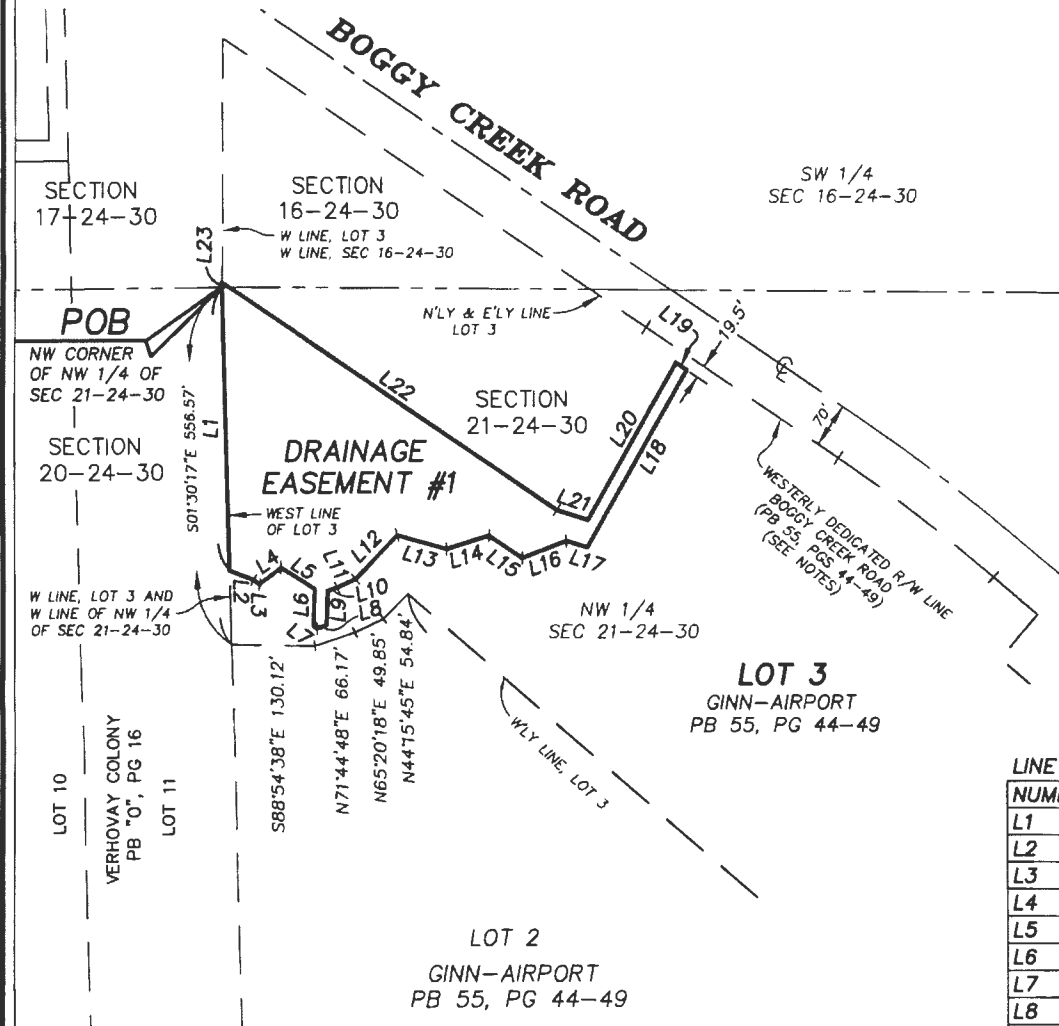 BOGGY CREEK ROAD
SW 1/4
SEC 16-24-30
SECTION
17-24-30
SECTION
16-24-30
W LINE, LOT 3
W LINE, SEC 16-24-30
L23
POB
NW CORNER
OF NW 1/4 OF
SEC 21-24-30
N'LY & E'LY LINE
LOT 3
L19
19.5'
℄
70'
L22
SECTION
21-24-30
L20
L18
L1
S01°30'17"E 556.57'
SECTION
20-24-30
DRAINAGE
EASEMENT #1
WEST LINE
OF LOT 3
L21
WESTERLY DEDICATED R/W LINE
BOGGY CREEK ROAD
(PB 55, PGS 44-49)
(SEE NOTES)
L2
L3
L4
L5
L6
L7
L8
L9
L10
L11
L12
L13
L14
L15
L16
L17
W LINE, LOT 3 AND
W LINE OF NW 1/4
OF SEC 21-24-30
NW 1/4
SEC 21-24-30
S88°54'38"E 130.12'
N71°44'48"E 66.17'
N65°20'18"E 49.85'
N44°15'45"E 54.84'
W'LY LINE, LOT 3
LOT 3
GINN-AIRPORT
PB 55, PG 44-49
LOT 10
VERHOVAY COLONY
PB "O", PG 16
LOT 11
LOT 2
GINN-AIRPORT
PB 55, PG 44-49
LINE
NUM
L1
L2
L3
L4
L5
L6
L7
L8